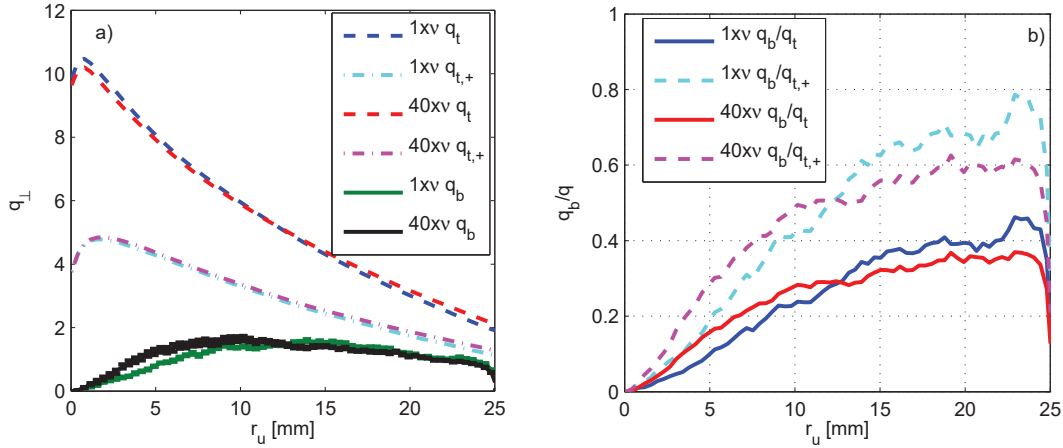 a)
1xν q_t
1xν q_t,+
40xν q_t
40xν q_t,+
1xν q_b
40xν q_b
12
10
8
6
4
2
0
q_⊥
0 5 10 15 20 25
r_u [mm]
b)
1xν q_b/q_t
1xν q_b/q_t,+
40xν q_b/q_t
40xν q_b/q_t,+
1
0.8
0.6
0.4
0.2
0
q_b/q
0 5 10 15 20 25
r_u [mm]